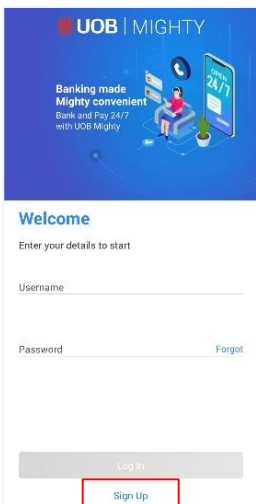 UOB | MIGHTY
OPEN
24/7
Banking made
Mighty convenient
Bank and Pay 24/7
with UOB Mighty
Welcome
Enter your details to start
Username
Password Forgot
Log In
Sign Up